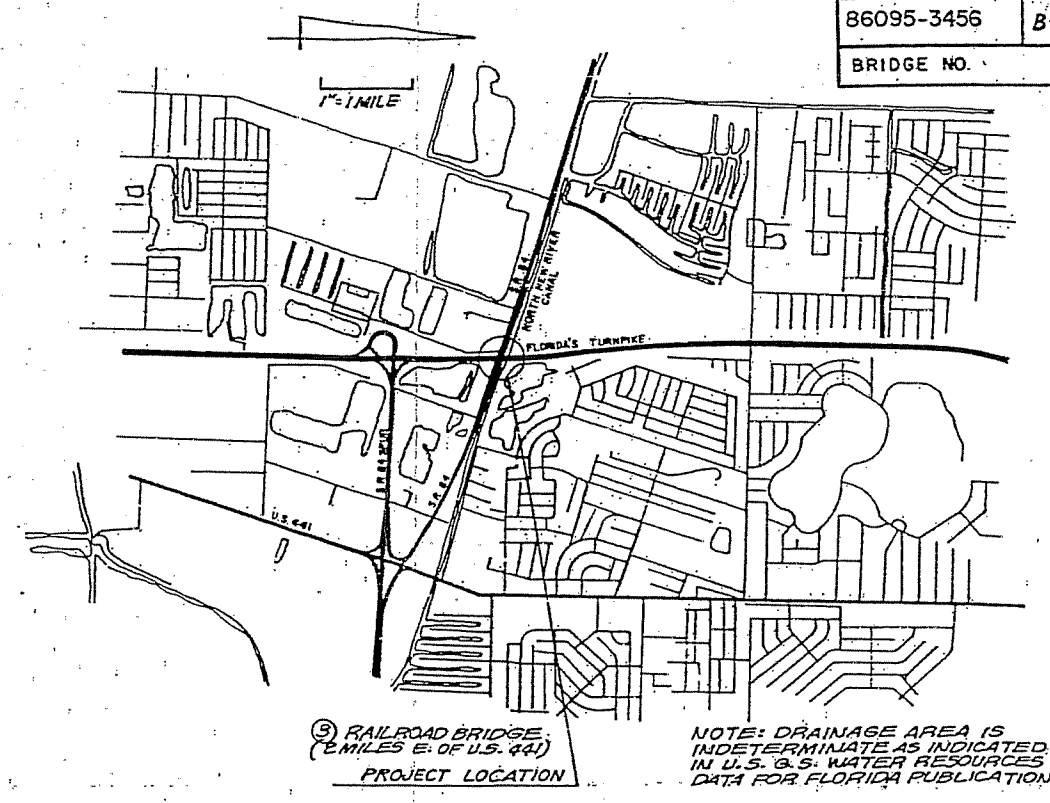 86095-3456 B
BRIDGE NO.
1"=1 MILE
S.R. 84
NORTH NEW RIVER
CANAL
FLORIDA'S TURNPIKE
S.R. 84
U.S. 441
③ RAILROAD BRIDGE
(2 MILES E. OF U.S. 441)
PROJECT LOCATION
NOTE: DRAINAGE AREA IS
INDETERMINATE AS INDICATED
IN U.S.G.S. WATER RESOURCES
DATA FOR FLORIDA PUBLICATION